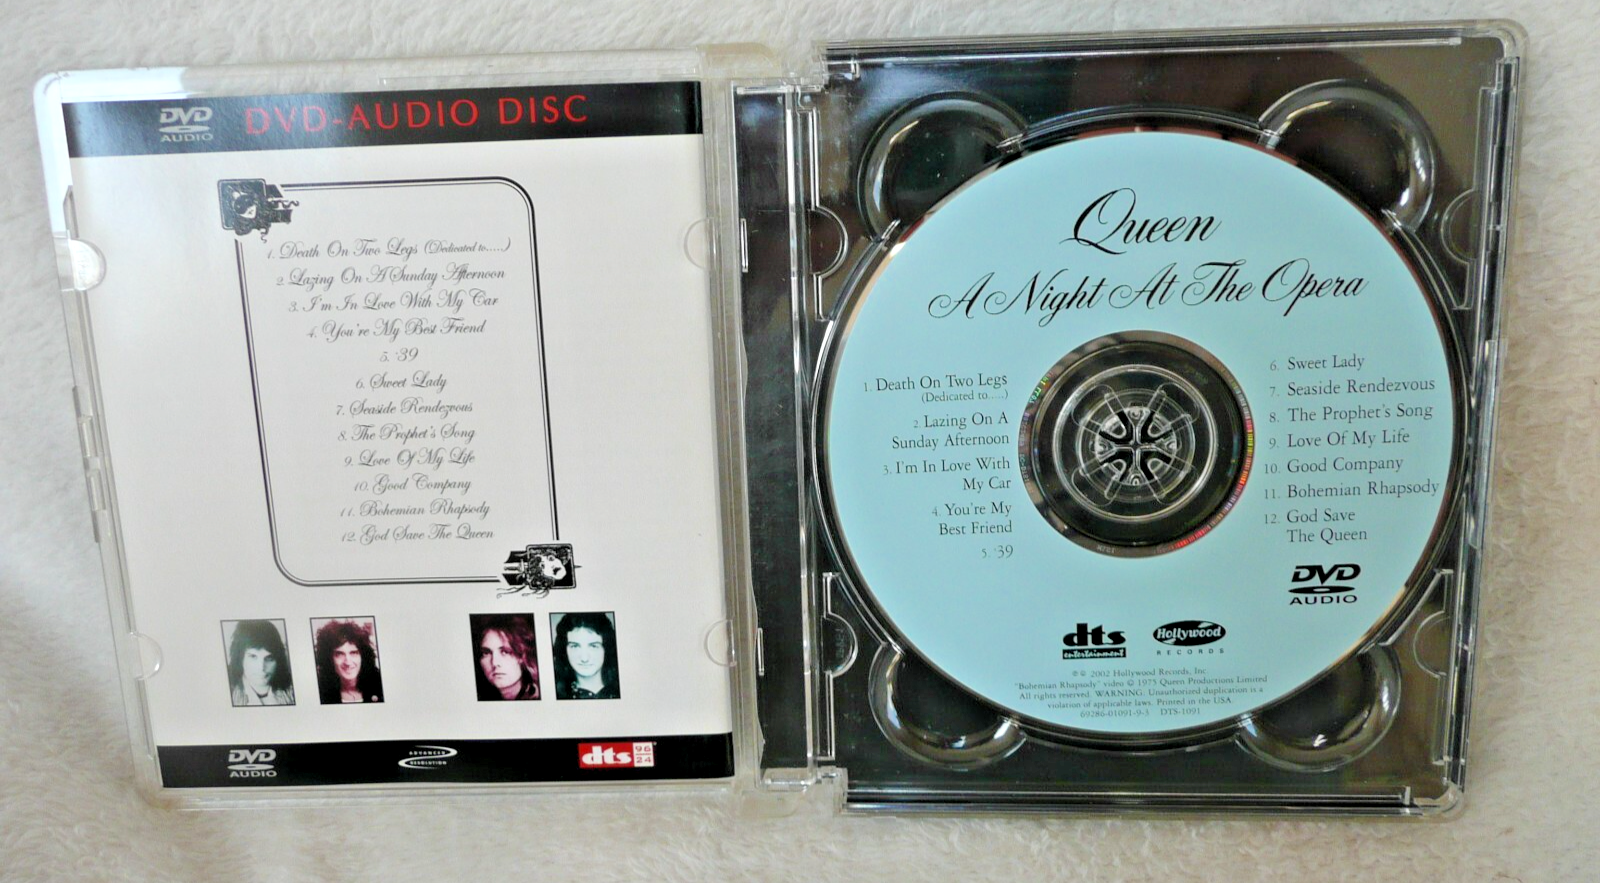 DVD
AUDIO
DVD-AUDIO DISC
1. Death On Two Legs (Dedicated to.....)
2. Lazing On A Sunday Afternoon
3. I'm In Love With My Car
4. You're My Best Friend
5. '39
6. Sweet Lady
7. Seaside Rendezvous
8. The Prophet's Song
9. Love Of My Life
10. Good Company
11. Bohemian Rhapsody
12. God Save The Queen
DVD
AUDIO
ADVANCED
RESOLUTION
dts 96
24
Queen
A Night At The Opera
1. Death On Two Legs
(Dedicated to.....)
2. Lazing On A
Sunday Afternoon
3. I'm In Love With
My Car
4. You're My
Best Friend
5. '39
6. Sweet Lady
7. Seaside Rendezvous
8. The Prophet's Song
9. Love Of My Life
10. Good Company
11. Bohemian Rhapsody
12. God Save
The Queen
DVD
AUDIO
dts
entertainment
Hollywood
RECORDS
℗© 2002 Hollywood Records, Inc.
"Bohemian Rhapsody" video © 1975 Queen Productions Limited
All rights reserved. WARNING: Unauthorized duplication is a
violation of applicable laws. Printed in the USA.
69286-01091-9-3 DTS-1091